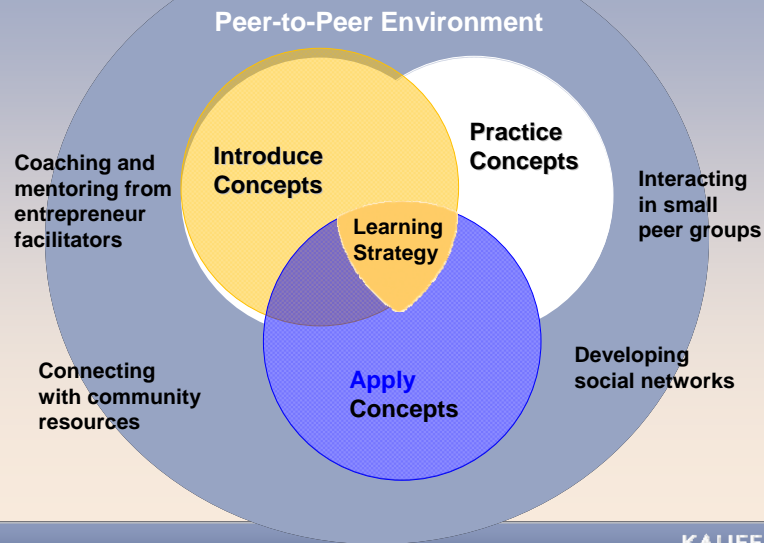 Peer-to-Peer Environment
Introduce
Concepts
Practice
Concepts
Coaching and
mentoring from
entrepreneur
facilitators
Interacting
in small
peer groups
Learning
Strategy
Connecting
with community
resources
Apply
Concepts
Developing
social networks